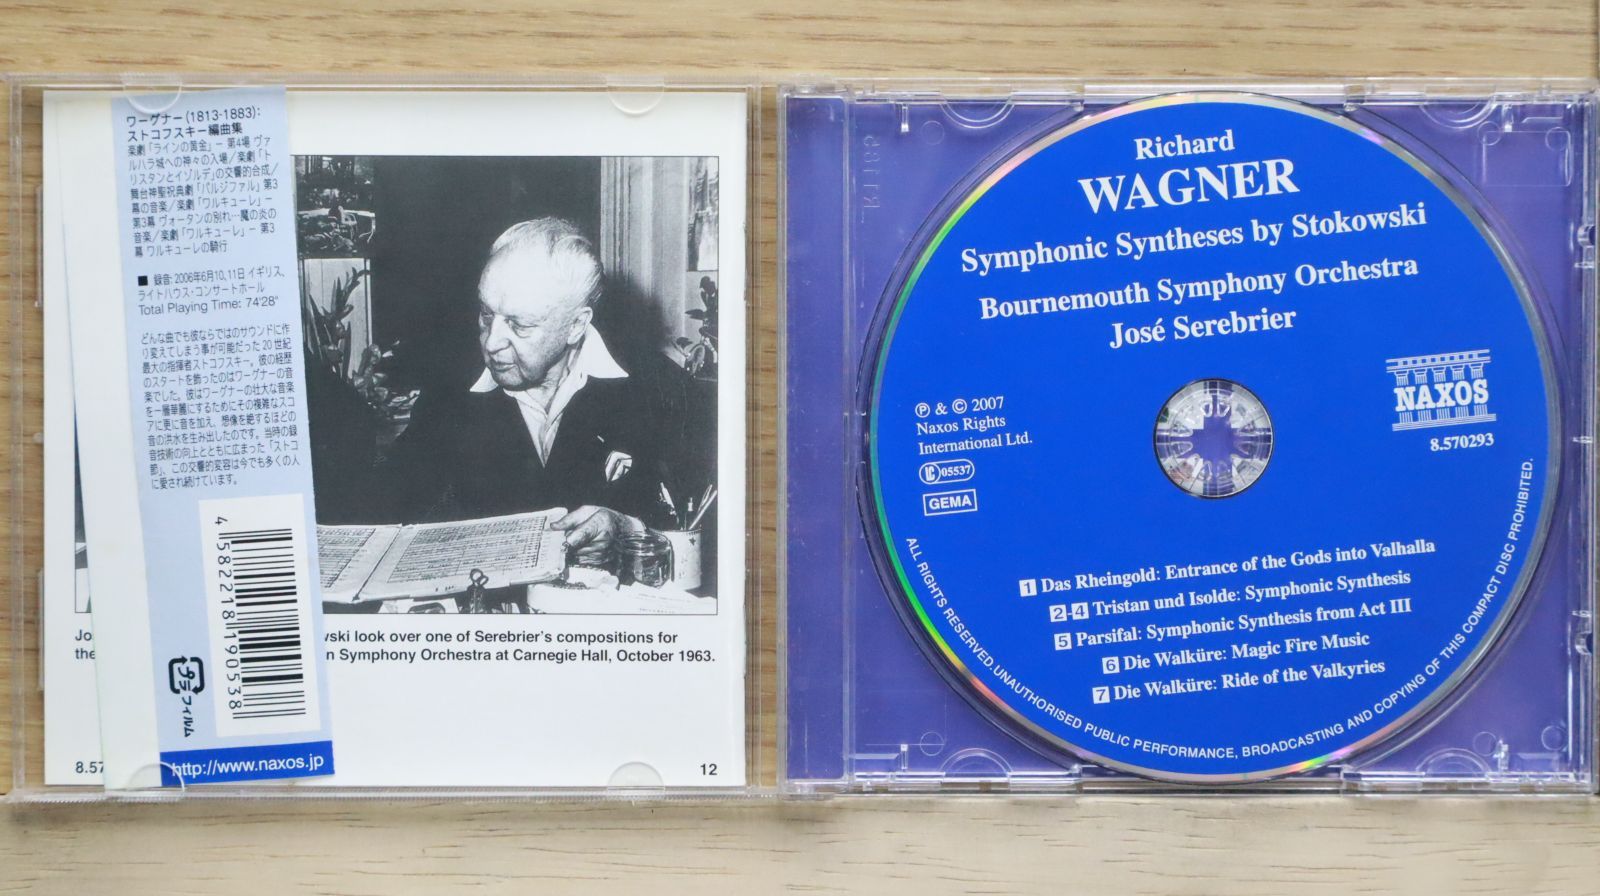 ワーグナー(1813-1883):
ストコフスキー編曲集
楽劇「ラインの黄金」- 第4場 ヴァ
ルハラ城への神々の入場/楽劇「ト
リスタンとイゾルデ」の交響的合成/
舞台神聖祝典劇「パルジファル」第3
幕の音楽/楽劇「ワルキューレ」-
第3幕 ヴォータンの別れ…魔の炎の
音楽/楽劇「ワルキューレ」- 第3
幕 ワルキューレの騎行
■ 録音: 2006年6月10,11日 イギリス、
ライトハウス・コンサートホール
Total Playing Time: 74'28"
どんな曲でも彼ならではのサウンドに作
り変えてしまう事が可能だった 20 世紀
最大の指揮者ストコフスキー。彼の経歴
のスタートを飾ったのはワーグナーの音
楽でした。彼はワーグナーの壮大な音楽
を一層華麗にするためにその複雑なスコ
アに更に音を加え、想像を絶するほどの
音の洪水を生み出したのです。当時の録
音技術の向上とともに広まった「ストコ
節」、この交響的変容は今でも多くの人
に愛され続けています。
4 582218 190538
プラ フィルム
http://www.naxos.jp
Jos
wski look over one of Serebrier's compositions for
the
n Symphony Orchestra at Carnegie Hall, October 1963.
8.57
12
Richard
WAGNER
Symphonic Syntheses by Stokowski
Bournemouth Symphony Orchestra
José Serebrier
℗ & © 2007
Naxos Rights
International Ltd.
LC 05537
GEMA
NAXOS
8.570293
1 Das Rheingold: Entrance of the Gods into Valhalla
2-4 Tristan und Isolde: Symphonic Synthesis
5 Parsifal: Symphonic Synthesis from Act III
6 Die Walküre: Magic Fire Music
7 Die Walküre: Ride of the Valkyries
ALL RIGHTS RESERVED. UNAUTHORISED PUBLIC PERFORMANCE, BROADCASTING AND COPYING OF THIS COMPACT DISC PROHIBITED.